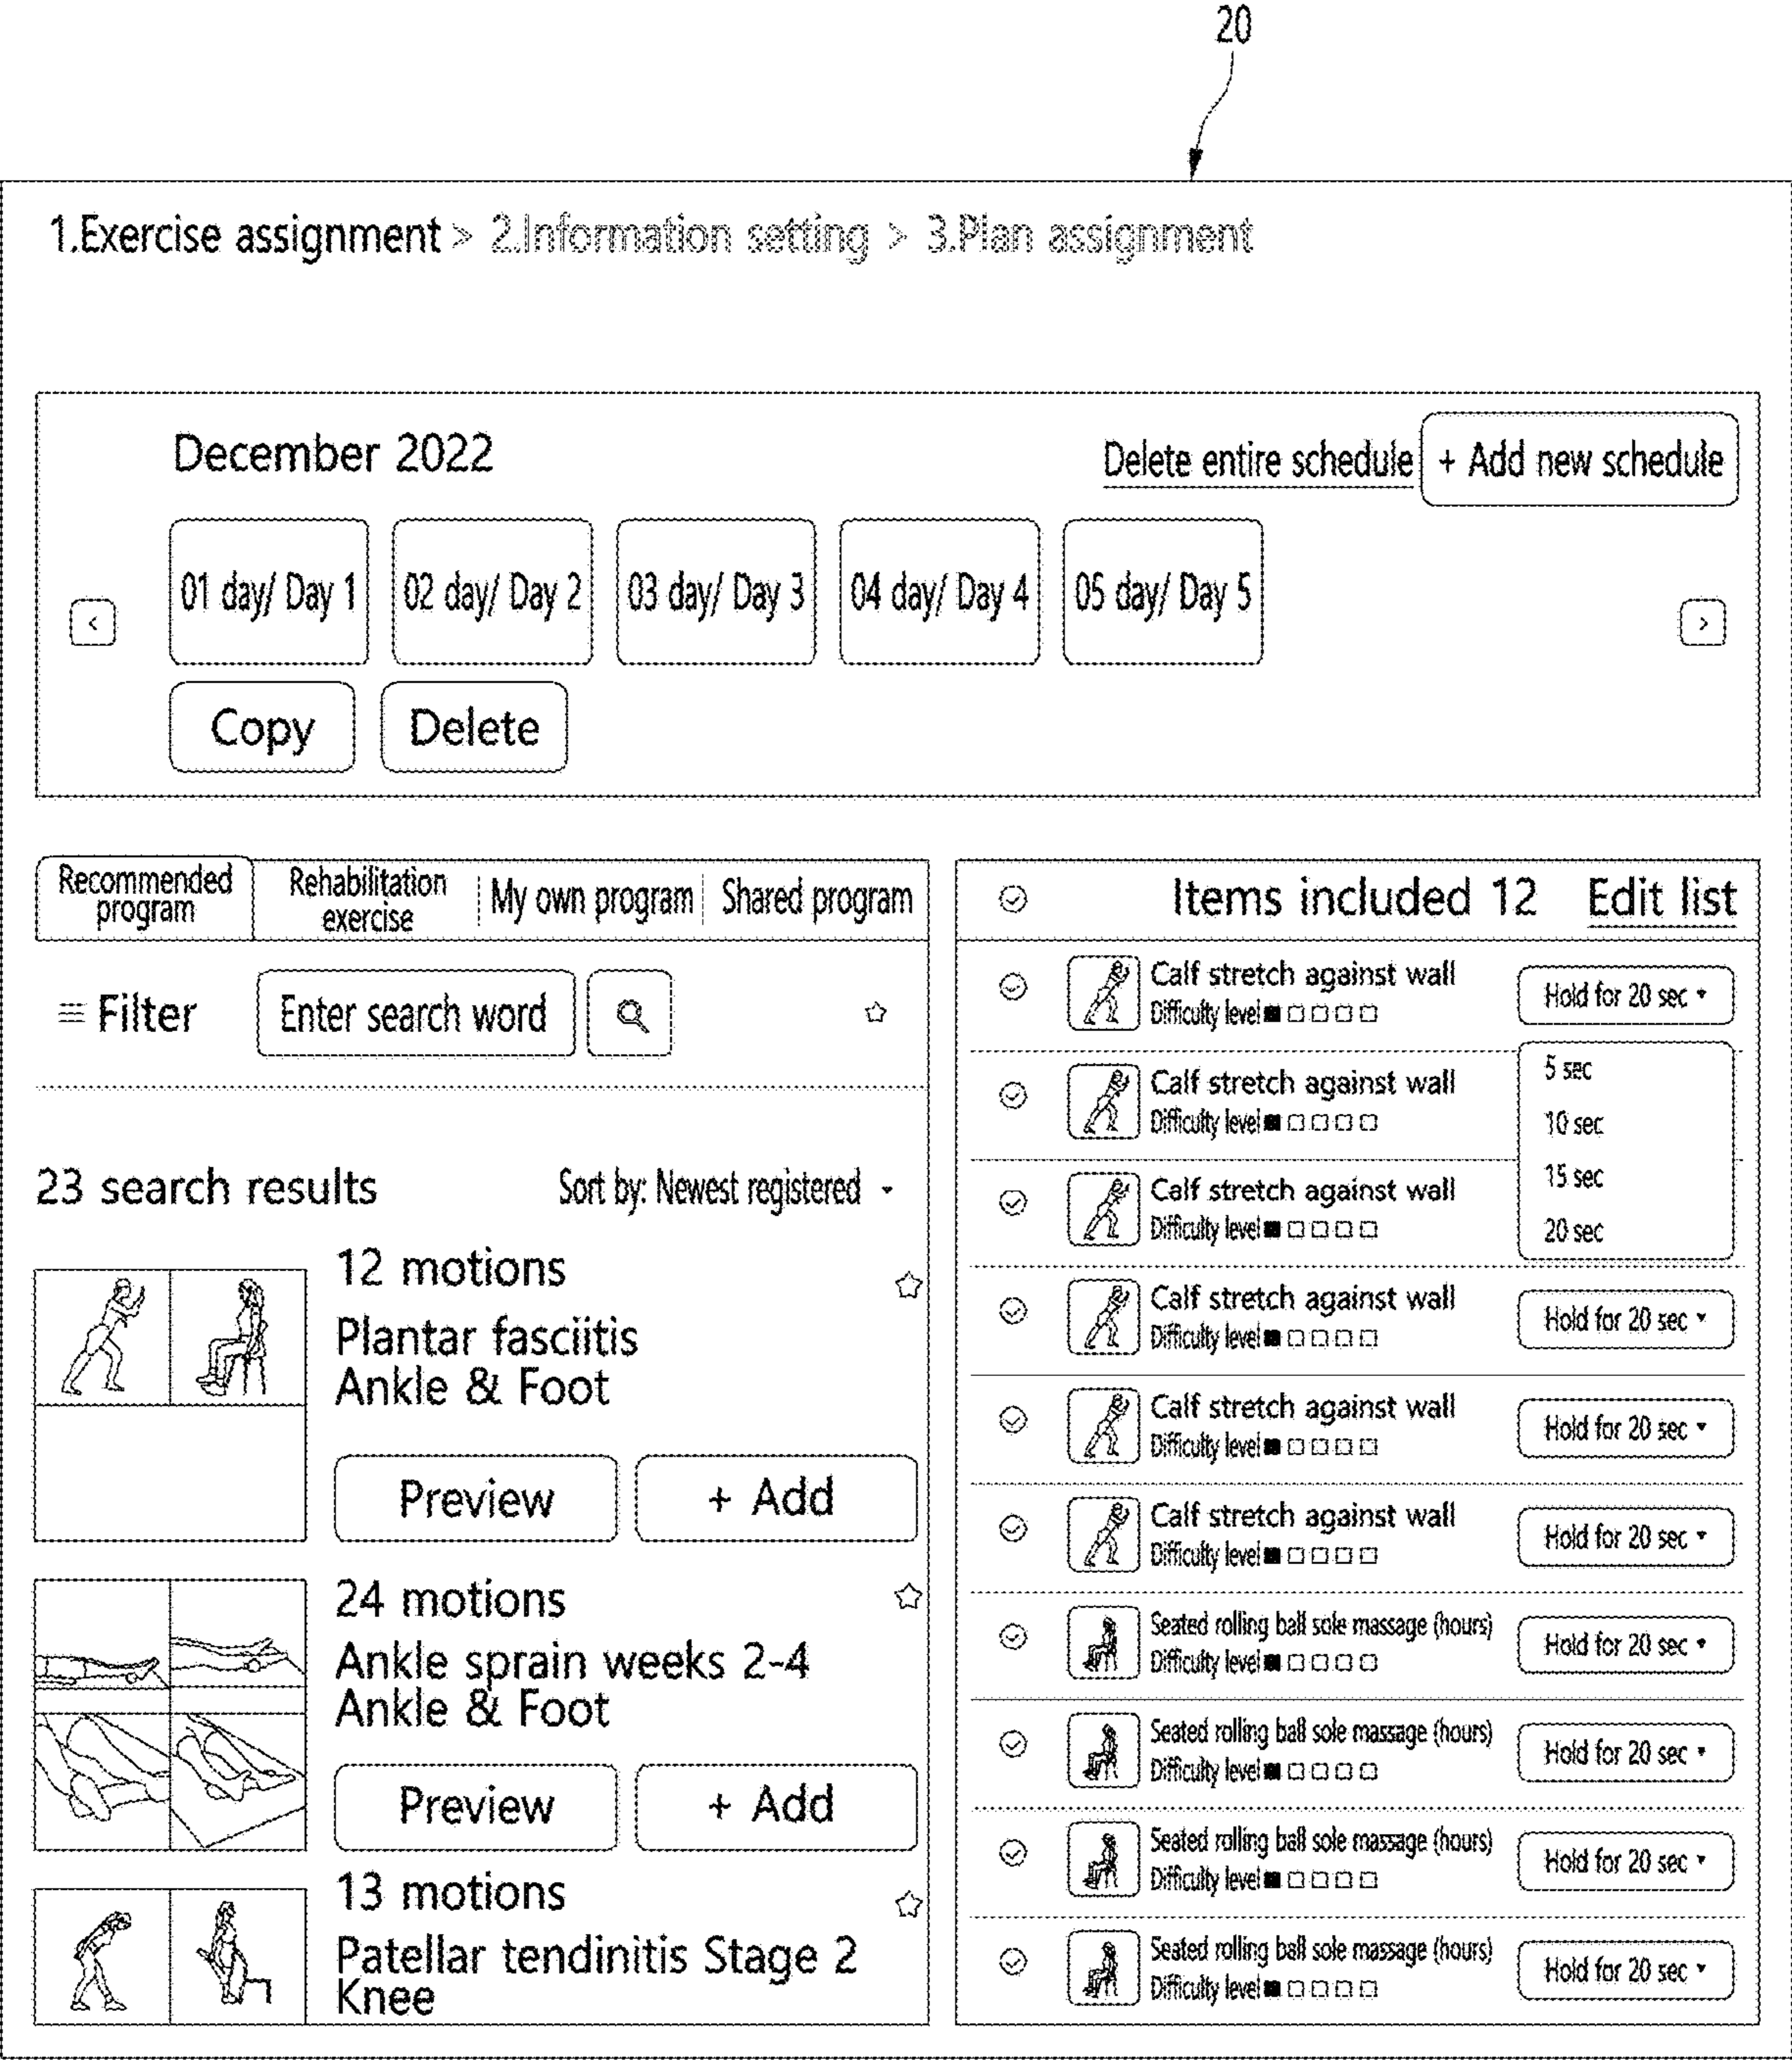 20
1.Exercise assignment > 2.Information setting > 3.Plan assignment
December 2022
Delete entire schedule
+ Add new schedule
<
01 day/ Day 1
02 day/ Day 2
03 day/ Day 3
04 day/ Day 4
05 day/ Day 5
>
Copy
Delete
Recommended
program
Rehabilitation
exercise
My own program
Shared program
Filter
Enter search word
23 search results
Sort by: Newest registered
12 motions
Plantar fasciitis
Ankle & Foot
Preview
+ Add
24 motions
Ankle sprain weeks 2-4
Ankle & Foot
Preview
+ Add
13 motions
Patellar tendinitis Stage 2
Knee
Items included 12
Edit list
Calf stretch against wall
Difficulty level
Hold for 20 sec
5 sec
10 sec
15 sec
20 sec
Calf stretch against wall
Difficulty level
Calf stretch against wall
Difficulty level
Calf stretch against wall
Difficulty level
Hold for 20 sec
Calf stretch against wall
Difficulty level
Hold for 20 sec
Calf stretch against wall
Difficulty level
Hold for 20 sec
Seated rolling ball sole massage (hours)
Difficulty level
Hold for 20 sec
Seated rolling ball sole massage (hours)
Difficulty level
Hold for 20 sec
Seated rolling ball sole massage (hours)
Difficulty level
Hold for 20 sec
Seated rolling ball sole massage (hours)
Difficulty level
Hold for 20 sec